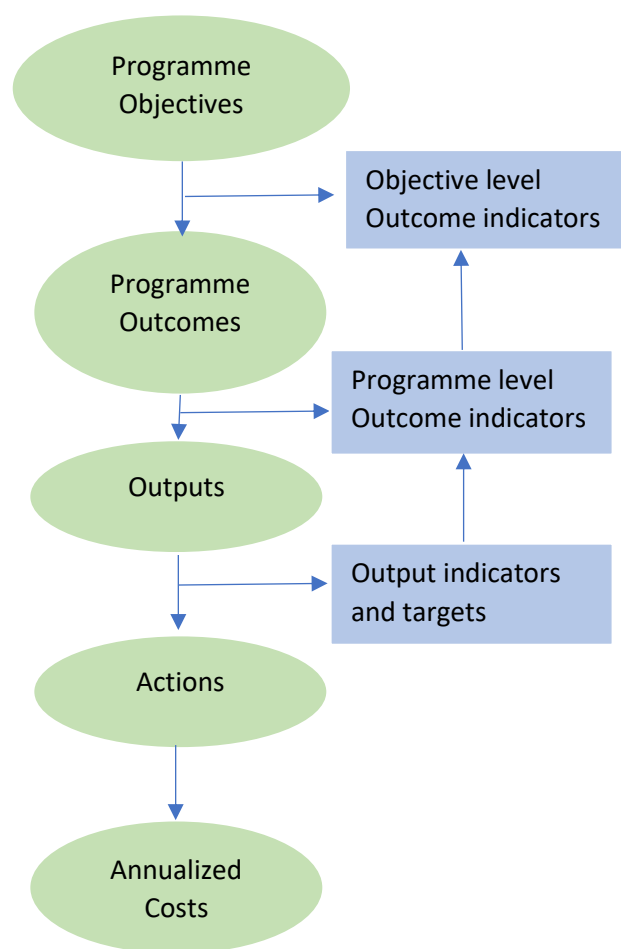 Programme
Objectives
Objective level
Outcome indicators
Programme
Outcomes
Programme level
Outcome indicators
Outputs
Output indicators
and targets
Actions
Annualized
Costs